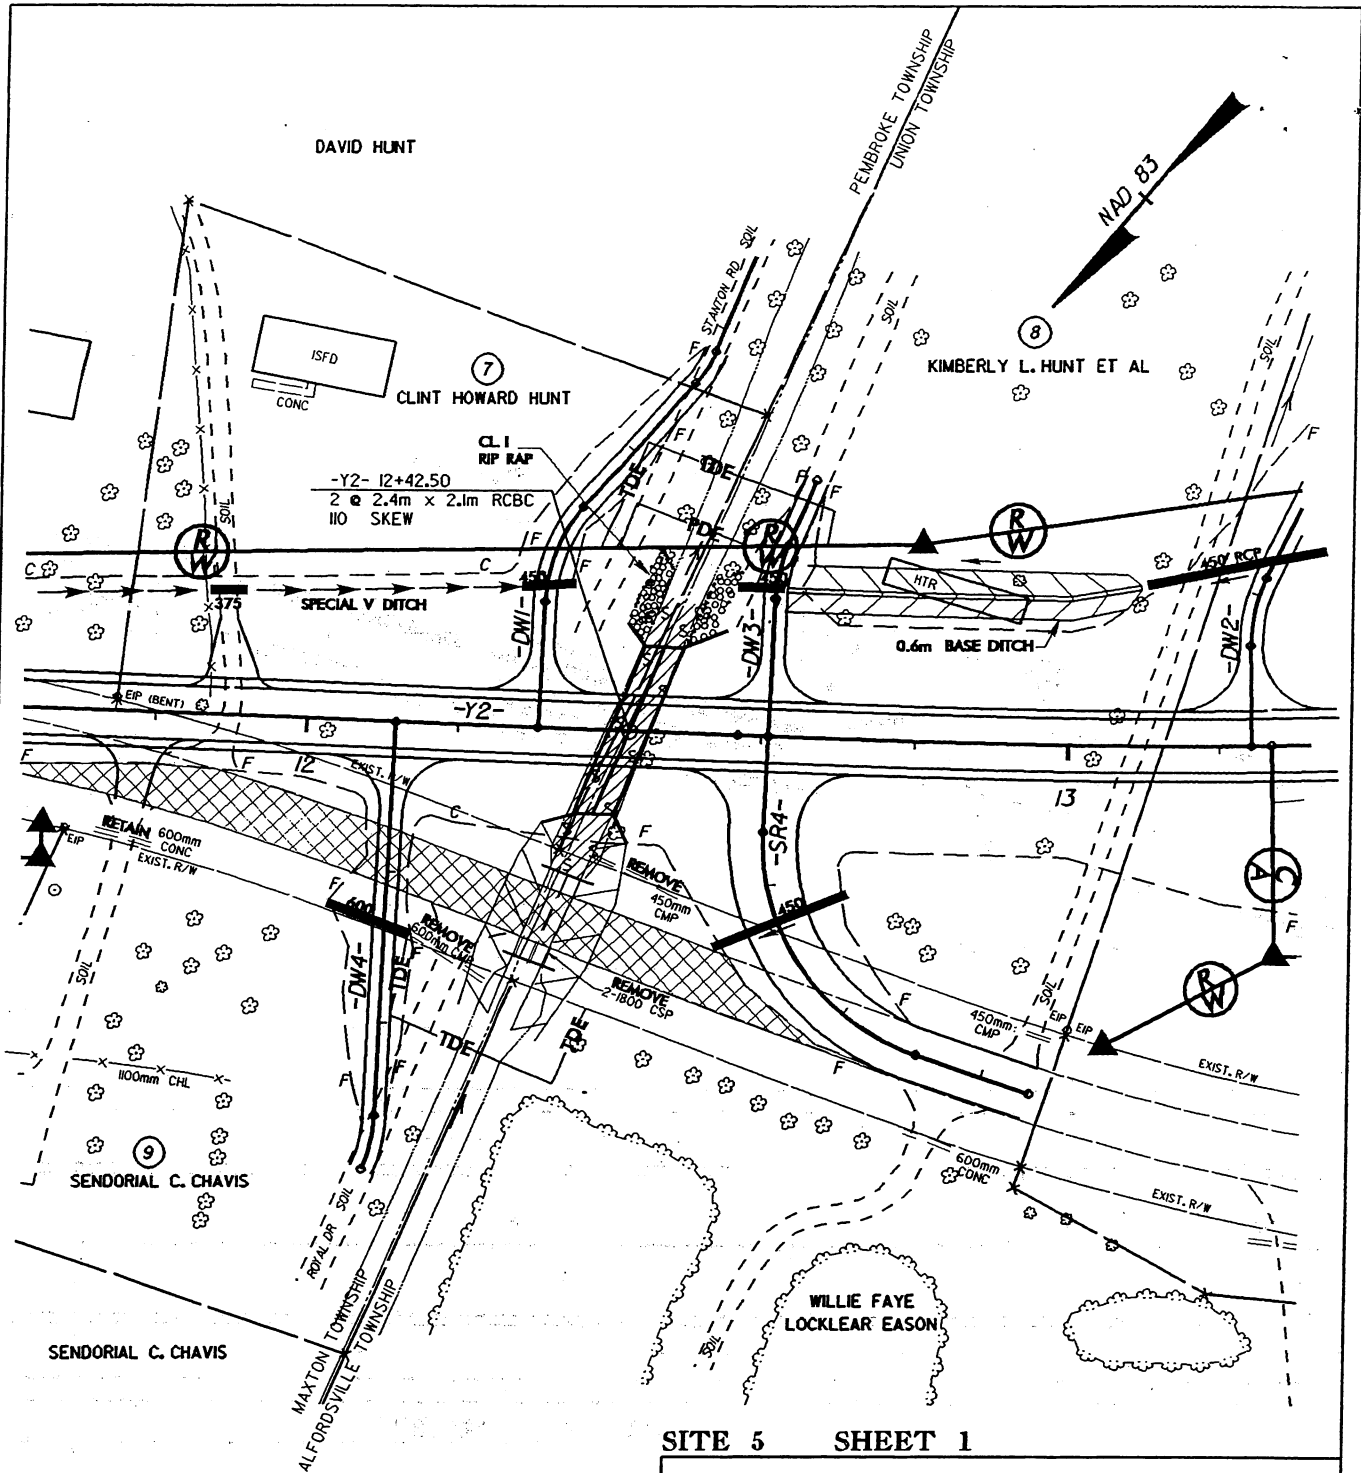 PEMBROKE TOWNSHIP
UNION TOWNSHIP
NAD 83
DAVID HUNT
STANTON RD
SOIL
SOIL
SOIL
8
KIMBERLY L. HUNT ET AL
ISFD
CONC
7
CLINT HOWARD HUNT
F
F
F
F
F
CL. I
RIP RAP
TDE
TDE
-Y2- 12+42.50
2 @ 2.4m x 2.1m RCBC
110 SKEW
SOIL
PDE
R
W
R
W
R
W
F
F
C
C
450
450
450 RCP
HTR
375
SPECIAL V DITCH
-DW1-
-DW3-
-DW2-
0.6m BASE DITCH
EIP (BENT)
-Y2-
12
EXIST. R/W
13
F
F
F
C
F
RETAIN 600mm
CONC
EXIST. R/W
EIP
-SR4-
REMOVE
450mm
CMP
C
A
600
450
F
REMOVE
600mm CMP
F
-DW4-
TDE
SOIL
REMOVE
2-1800 CSP
R
W
SOIL
F
450mm
CMP
EIP
EIP
TDE
TDE
EXIST. R/W
1100mm CHL
F
F
F
9
SENDORIAL C. CHAVIS
600mm
CONC
EXIST. R/W
ROYAL DR
SOIL
MAXTON TOWNSHIP
ALFORDSVILLE TOWNSHIP
WILLIE FAYE
LOCKLEAR EASON
SOIL
SENDORIAL C. CHAVIS
SITE 5 SHEET 1